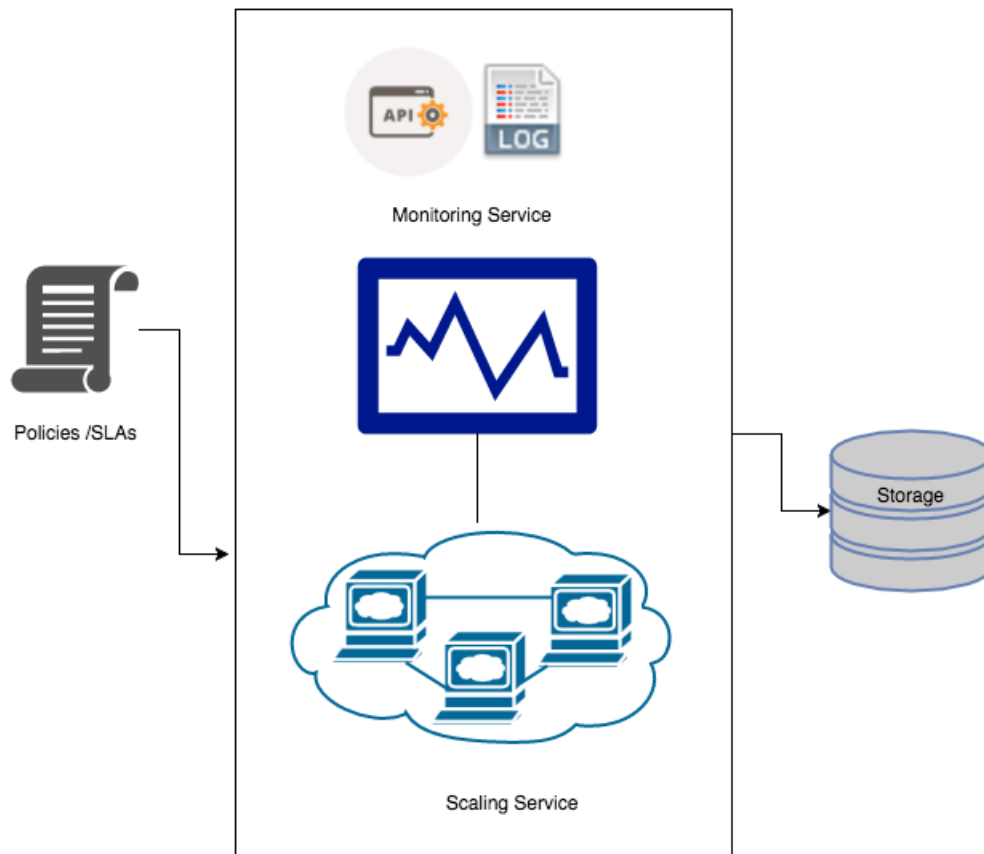 API
LOG
Monitoring Service
Policies /SLAs
Storage
Scaling Service